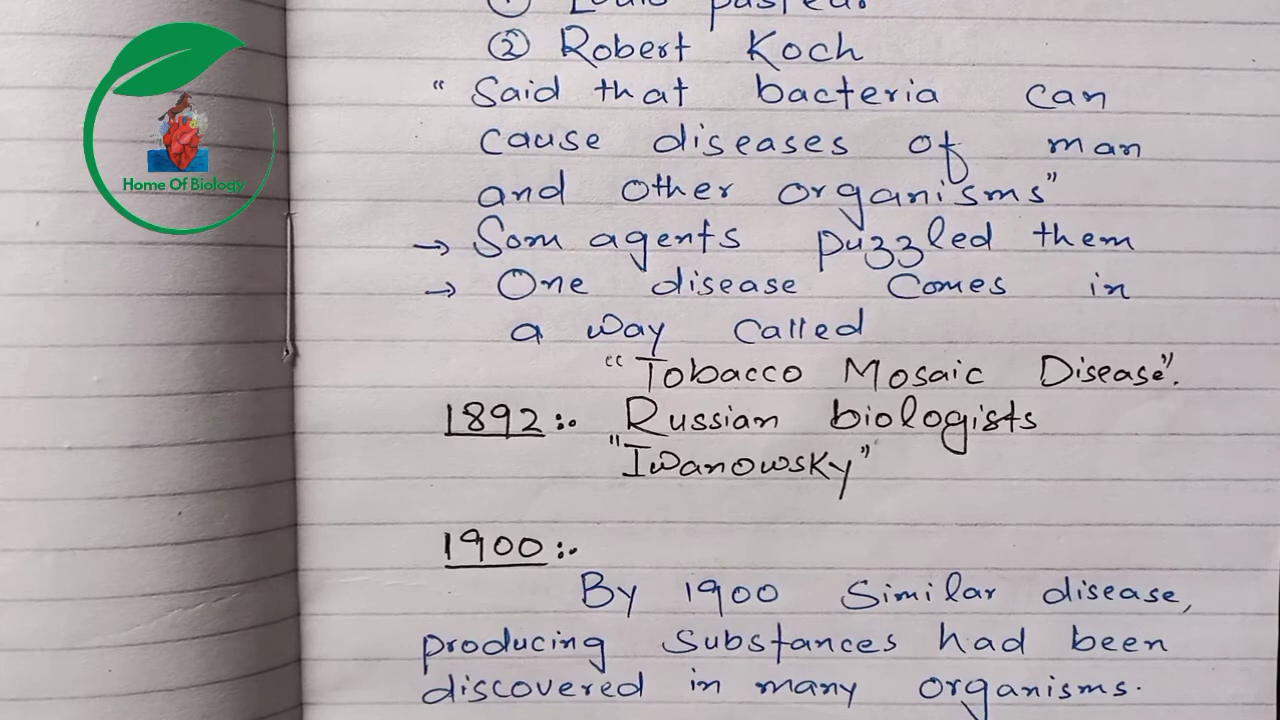 Home Of Biology
② Robert Koch
“ Said that bacteria can
cause diseases of man
and other organisms”
→ Som agents puzzled them
→ One disease comes in
a way called
“Tobacco Mosaic Disease”.
1892:- Russian biologists
"Iwanowsky”
1900:-
By 1900 Similar disease,
producing substances had been
discovered in many organisms.